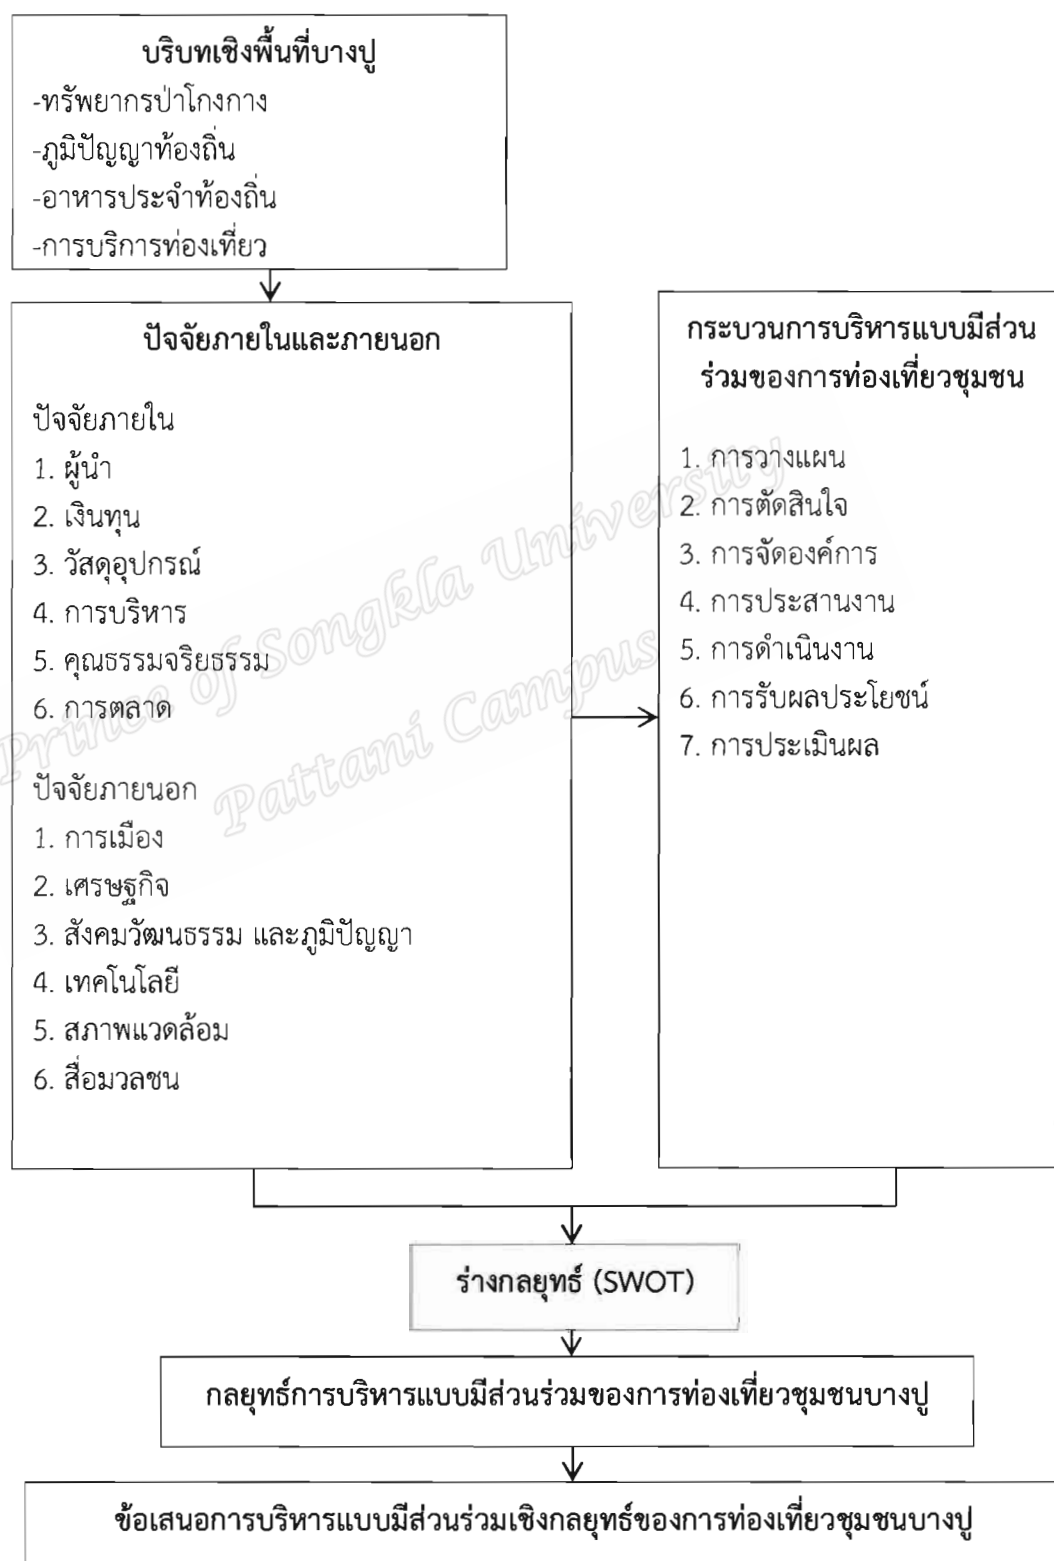 บริบทเชิงพื้นที่บางปู
-ทรัพยากรป่าโกงกาง
-ภูมิปัญญาท้องถิ่น
-อาหารประจำท้องถิ่น
-การบริการท่องเที่ยว
ปัจจัยภายในและภายนอก
ปัจจัยภายใน
1. ผู้นำ
2. เงินทุน
3. วัสดุอุปกรณ์
4. การบริหาร
5. คุณธรรมจริยธรรม
6. การตลาด
ปัจจัยภายนอก
1. การเมือง
2. เศรษฐกิจ
3. สังคมวัฒนธรรม และภูมิปัญญา
4. เทคโนโลยี
5. สภาพแวดล้อม
6. สื่อมวลชน
กระบวนการบริหารแบบมีส่วน
ร่วมของการท่องเที่ยวชุมชน
1. การวางแผน
2. การตัดสินใจ
3. การจัดองค์การ
4. การประสานงาน
5. การดำเนินงาน
6. การรับผลประโยชน์
7. การประเมินผล
Prince of Songkla University
Pattani Campus
ร่างกลยุทธ์ (SWOT)
กลยุทธ์การบริหารแบบมีส่วนร่วมของการท่องเที่ยวชุมชนบางปู
ข้อเสนอการบริหารแบบมีส่วนร่วมเชิงกลยุทธ์ของการท่องเที่ยวชุมชนบางปู